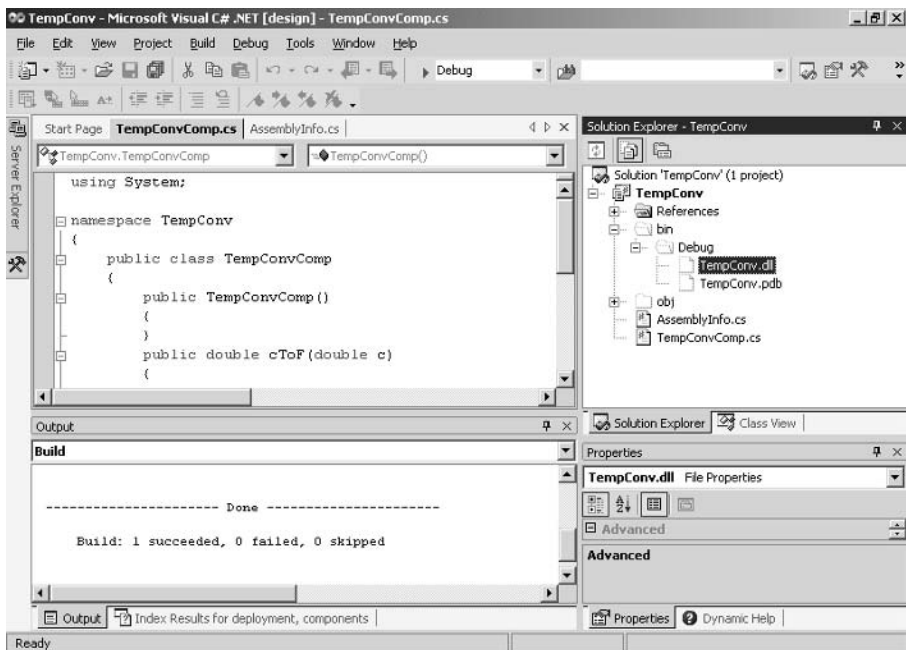 TempConv - Microsoft Visual C# .NET [design] - TempConvComp.cs
File Edit View Project Build Debug Tools Window Help
Debug
Server Explorer
Start Page TempConvComp.cs AssemblyInfo.cs
TempConv.TempConvComp TempConvComp()
using System;
namespace TempConv
{
public class TempConvComp
{
public TempConvComp()
{
}
public double cToF(double c)
{
Solution Explorer - TempConv
Solution 'TempConv' (1 project)
TempConv
References
bin
Debug
TempConv.dll
TempConv.pdb
obj
AssemblyInfo.cs
TempConvComp.cs
Solution Explorer Class View
Output
Build
---------------------- Done ----------------------
Build: 1 succeeded, 0 failed, 0 skipped
Output Index Results for deployment, components
Properties
TempConv.dll File Properties
Advanced
Advanced
Properties Dynamic Help
Ready